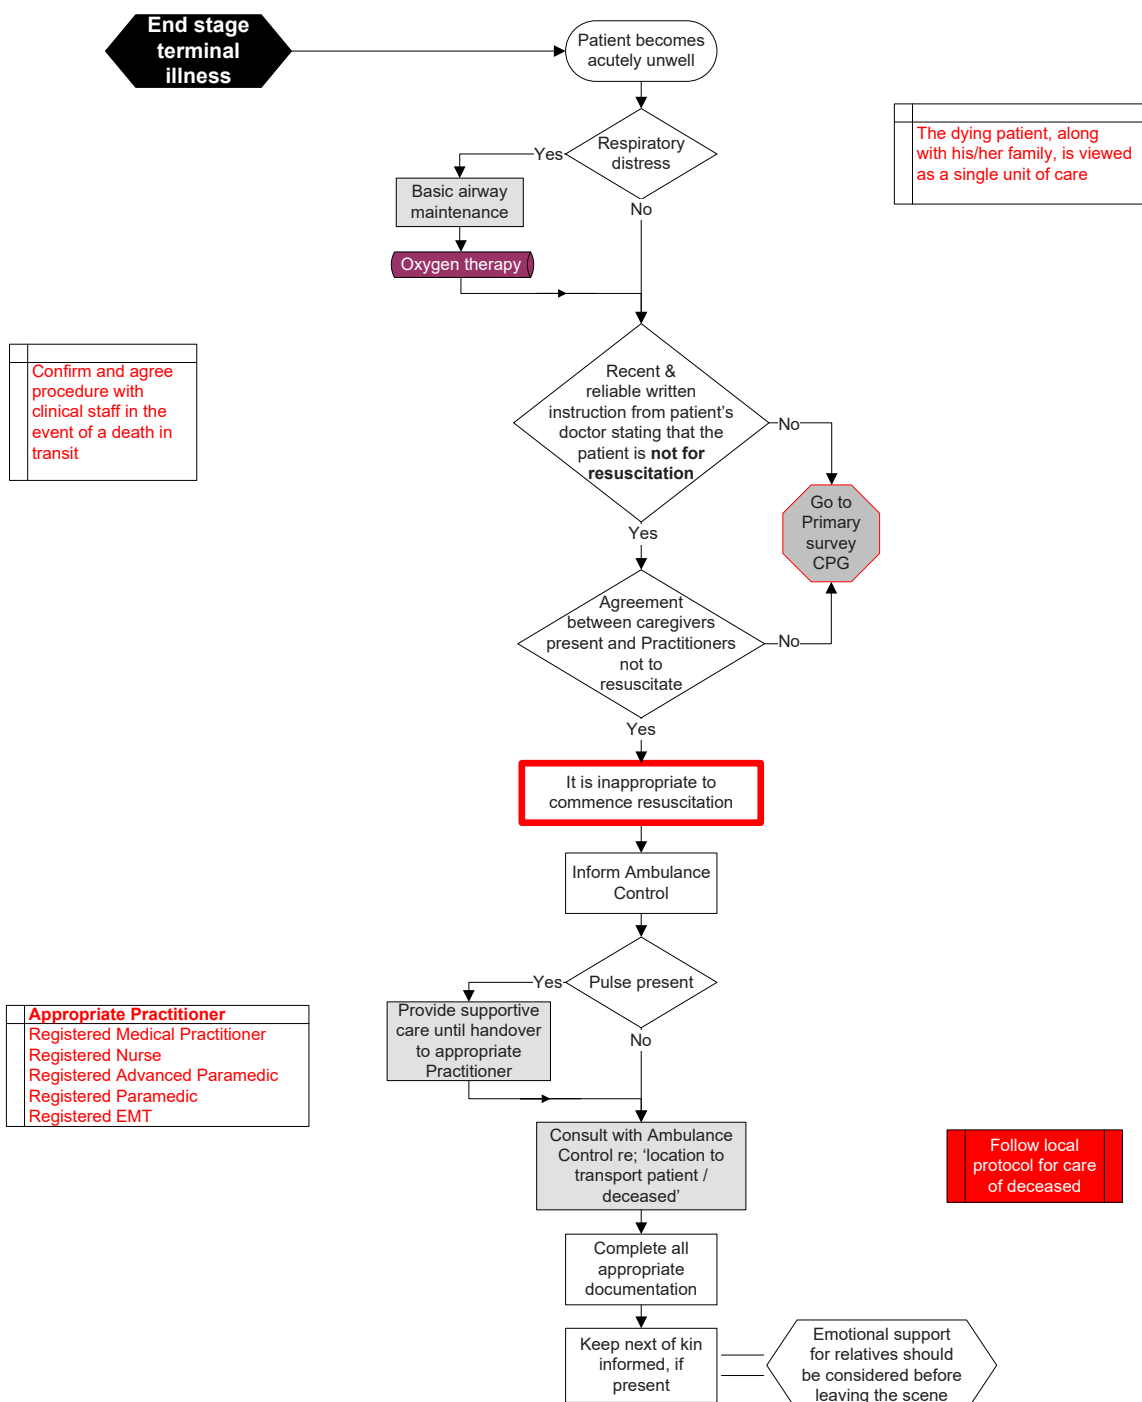 End stage
terminal
illness
Patient becomes
acutely unwell
Respiratory
distress
Yes
No
Basic airway
maintenance
Oxygen therapy
The dying patient, along
with his/her family, is viewed
as a single unit of care
Confirm and agree
procedure with
clinical staff in the
event of a death in
transit
Recent &
reliable written
instruction from patient’s
doctor stating that the
patient is not for
resuscitation
No
Yes
Go to
Primary
survey
CPG
Agreement
between caregivers
present and Practitioners
not to
resuscitate
No
Yes
It is inappropriate to
commence resuscitation
Inform Ambulance
Control
Pulse present
Yes
No
Provide supportive
care until handover
to appropriate
Practitioner
Appropriate Practitioner
Registered Medical Practitioner
Registered Nurse
Registered Advanced Paramedic
Registered Paramedic
Registered EMT
Consult with Ambulance
Control re; ‘location to
transport patient /
deceased’
Follow local
protocol for care
of deceased
Complete all
appropriate
documentation
Keep next of kin
informed, if
present
Emotional support
for relatives should
be considered before
leaving the scene